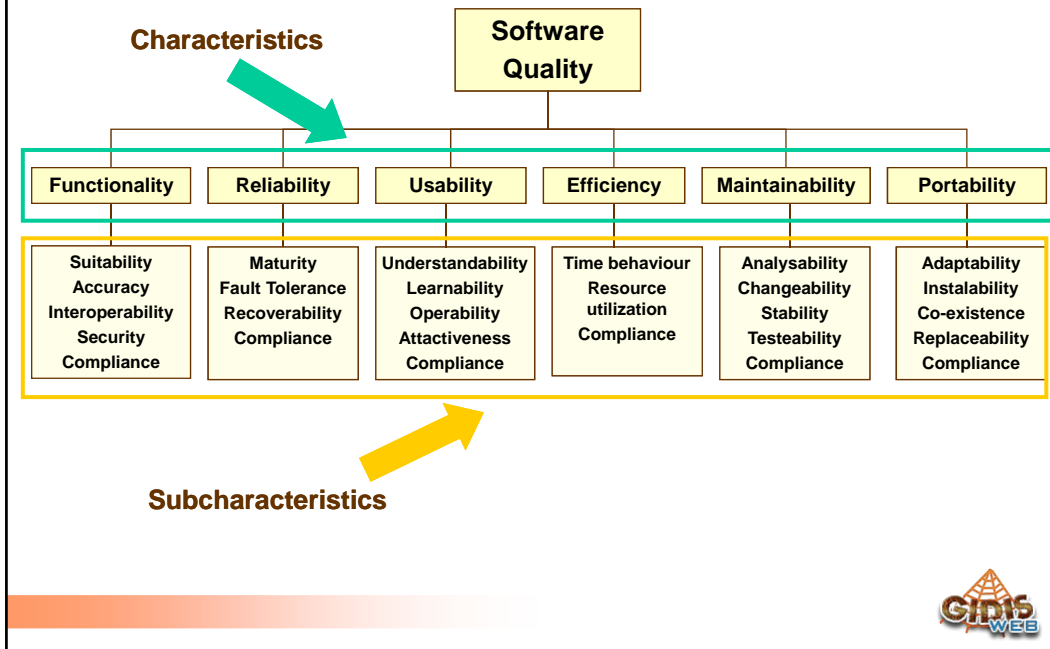 Software
Quality
Characteristics
Functionality
Reliability
Usability
Efficiency
Maintainability
Portability
Suitability
Accuracy
Interoperability
Security
Compliance
Maturity
Fault Tolerance
Recoverability
Compliance
Understandability
Learnability
Operability
Attactiveness
Compliance
Time behaviour
Resource
utilization
Compliance
Analysability
Changeability
Stability
Testeability
Compliance
Adaptability
Instalability
Co-existence
Replaceability
Compliance
Subcharacteristics
GIDIS
WEB